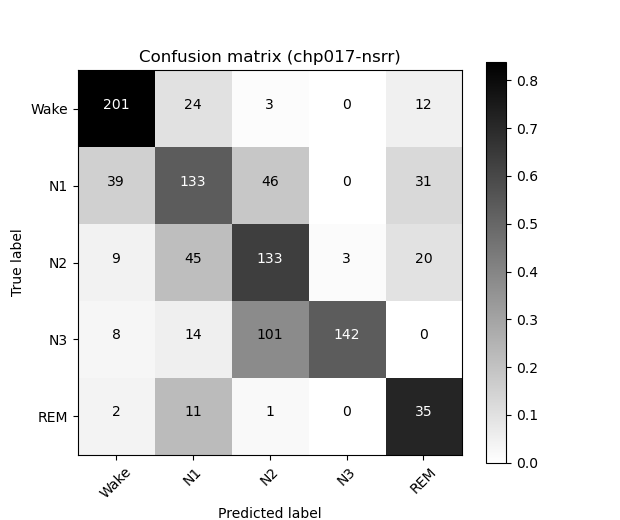 Confusion matrix (chp017-nsrr)
True label
Wake 201 24 3 0 12
N1 39 133 46 0 31
N2 9 45 133 3 20
N3 8 14 101 142 0
REM 2 11 1 0 35
Wake N1 N2 N3 REM
Predicted label
0.8
0.7
0.6
0.5
0.4
0.3
0.2
0.1
0.0